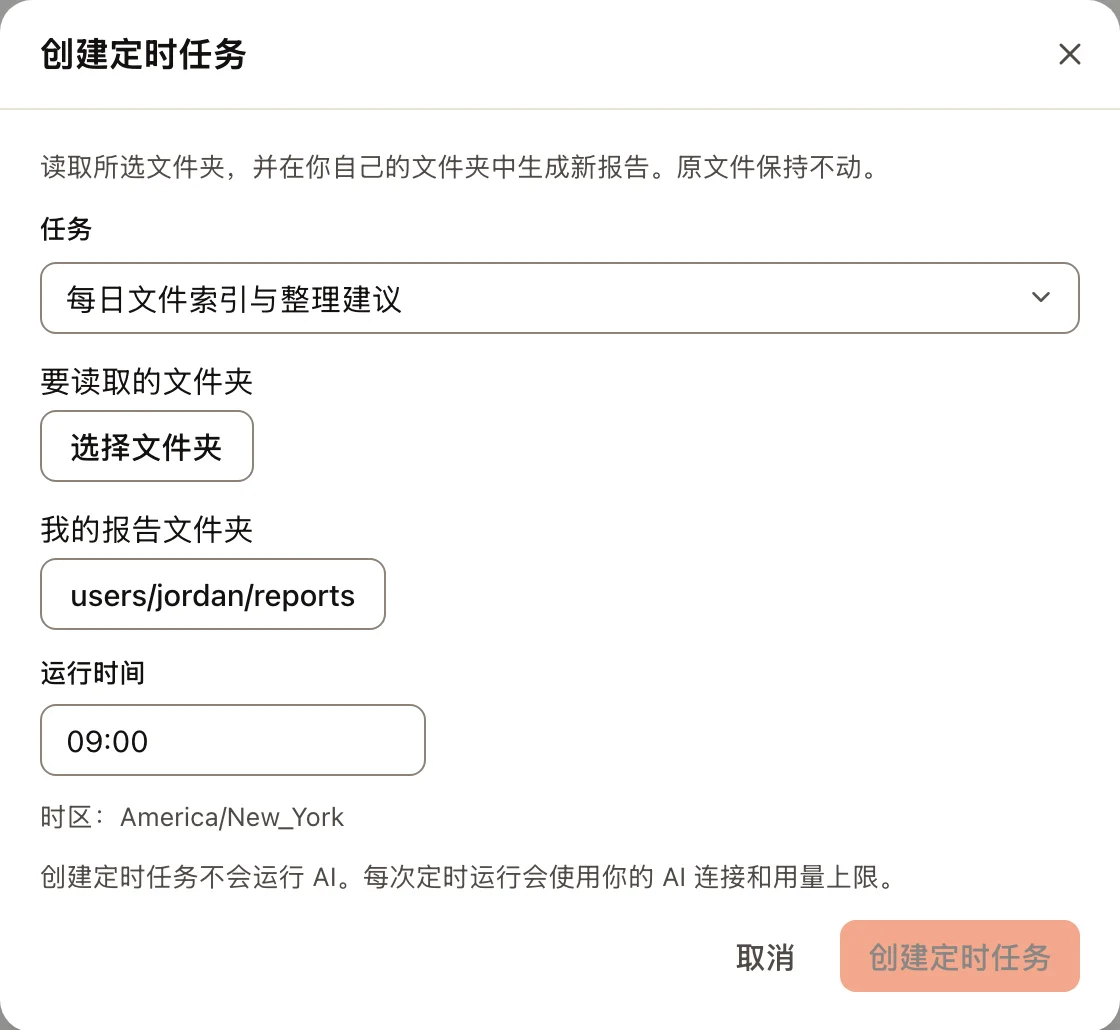 创建定时任务
读取所选文件夹，并在你自己的文件夹中生成新报告。原文件保持不动。
任务
每日文件索引与整理建议
要读取的文件夹
选择文件夹
我的报告文件夹
users/jordan/reports
运行时间
09:00
时区：America/New_York
创建定时任务不会运行 AI。每次定时运行会使用你的 AI 连接和用量上限。
取消
创建定时任务